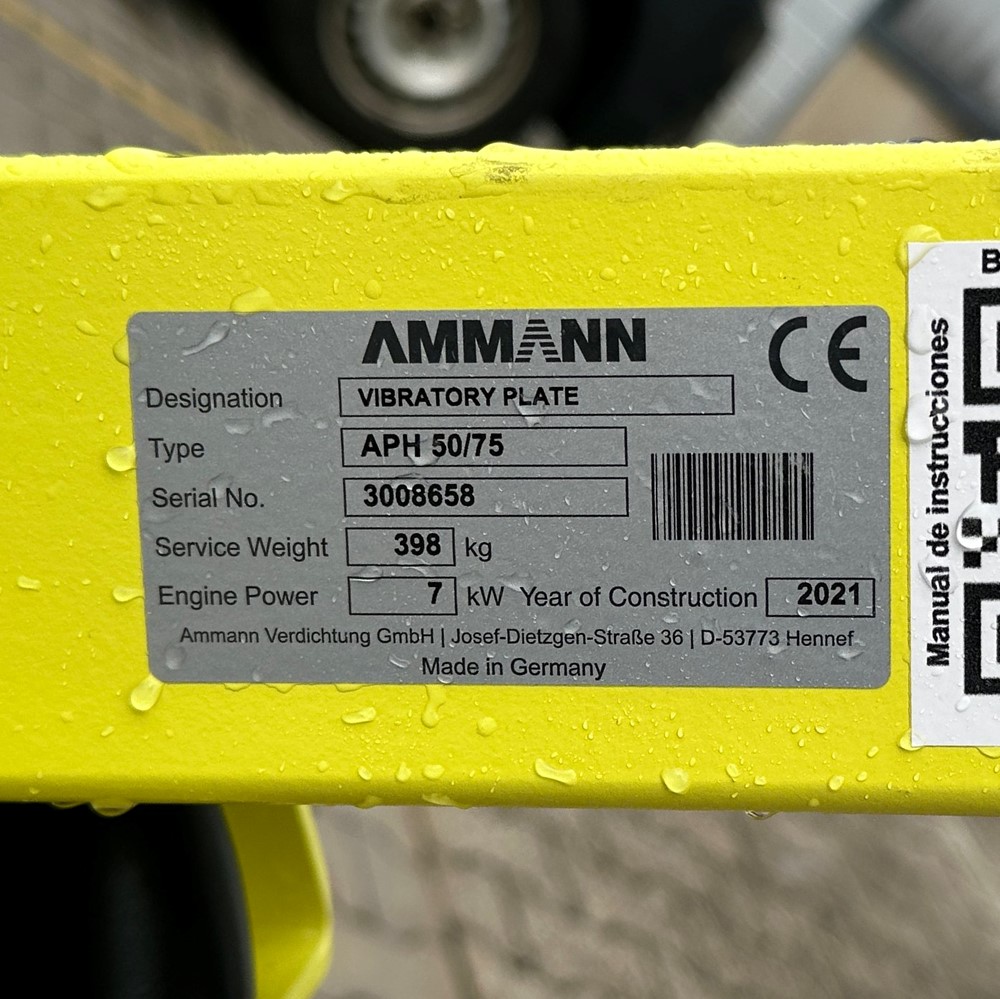 AMMANN CE
Designation VIBRATORY PLATE
Type APH 50/75
Serial No. 3008658
Service Weight 398 kg
Engine Power 7 kW Year of Construction 2021
Ammann Verdichtung GmbH | Josef-Dietzgen-Straße 36 | D-53773 Hennef
Made in Germany
Manual de instrucciones